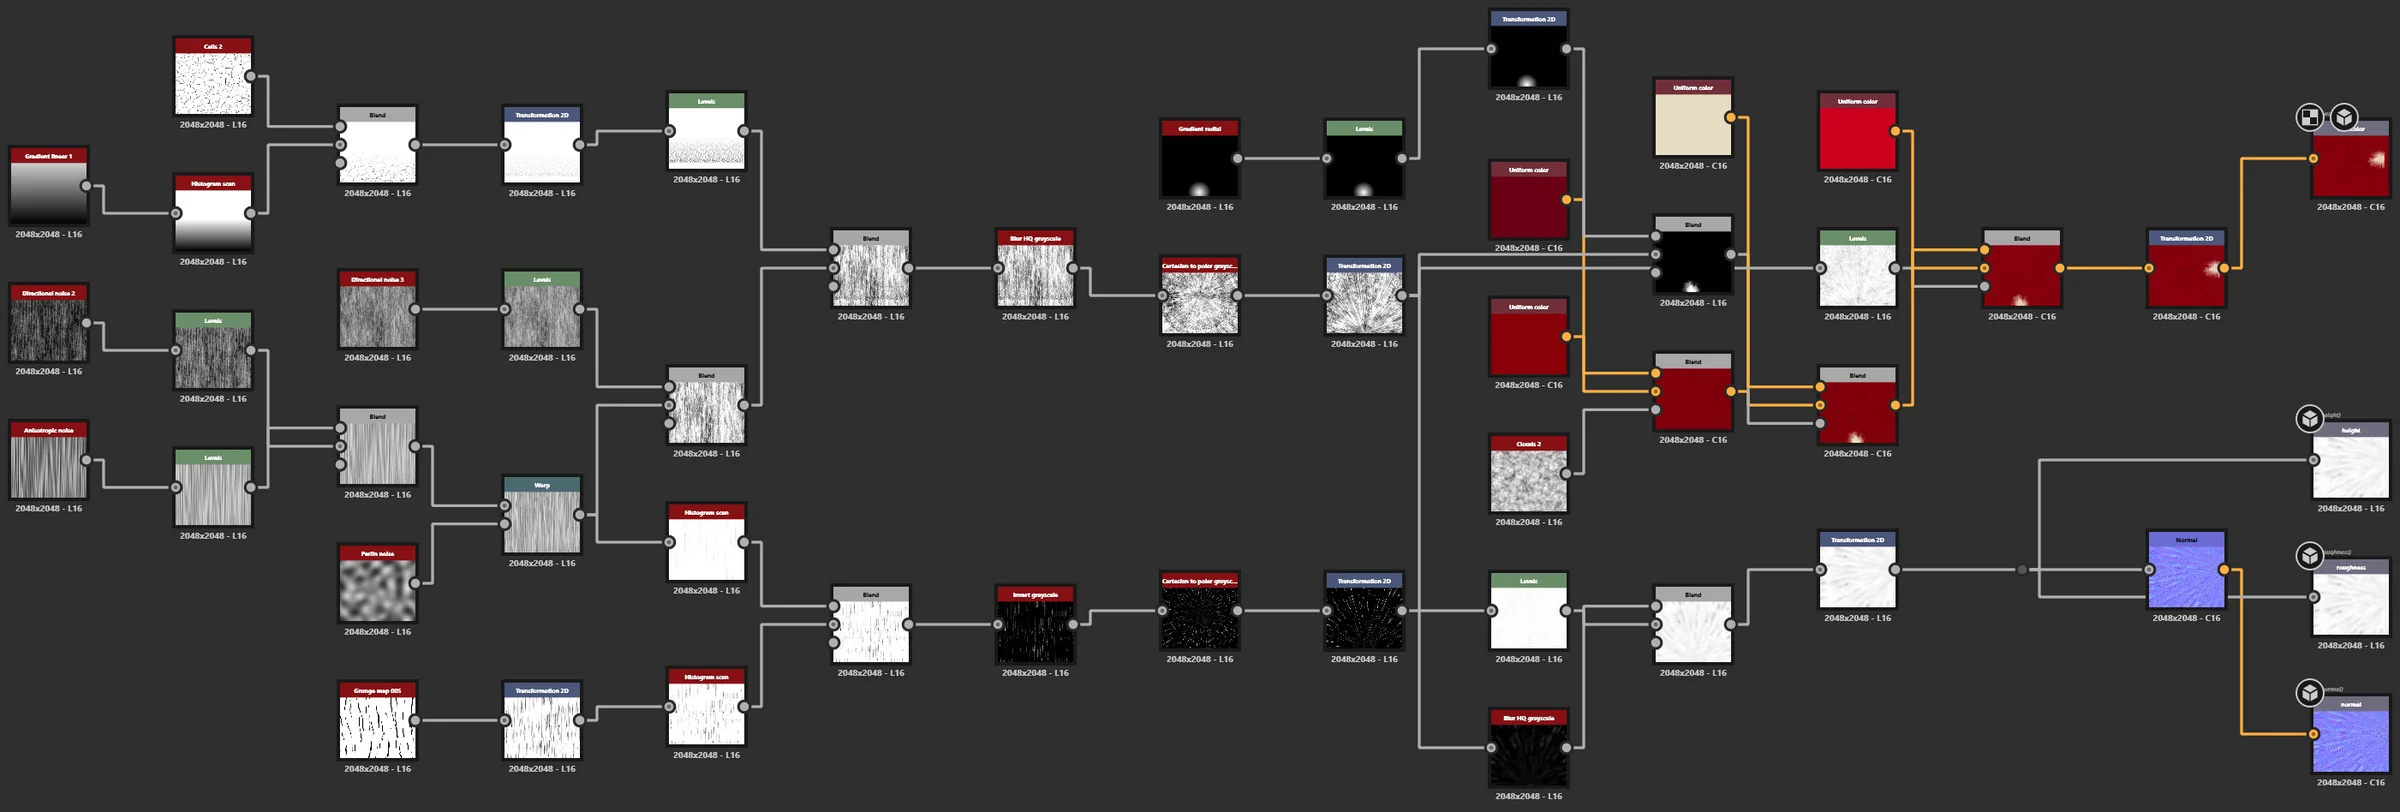 Transformation 2D
2048x2048 - L16
Cells 2
2048x2048 - L16
Uniform color
2048x2048 - C16
Levels
2048x2048 - L16
Uniform color
2048x2048 - C16
Blend
2048x2048 - L16
Transformation 2D
2048x2048 - L16
Gradient radial
2048x2048 - L16
Levels
2048x2048 - L16
2048x2048 - C16
Gradient linear 1
2048x2048 - L16
Histogram scan
2048x2048 - L16
Uniform color
2048x2048 - C16
Blend
2048x2048 - L16
Blend
2048x2048 - L16
Blur HQ grayscale
2048x2048 - L16
Levels
2048x2048 - L16
Blend
2048x2048 - C16
Transformation 2D
2048x2048 - C16
Cartesian to polar graysc...
2048x2048 - L16
Transformation 2D
2048x2048 - L16
Directional noise 2
2048x2048 - L16
Directional noise 3
2048x2048 - L16
Levels
2048x2048 - L16
Levels
2048x2048 - L16
Uniform color
2048x2048 - C16
Blend
2048x2048 - L16
Blend
2048x2048 - C16
Blend
2048x2048 - C16
Anisotropic noise
2048x2048 - L16
Levels
2048x2048 - L16
Blend
2048x2048 - L16
Clouds 2
2048x2048 - L16
height
2048x2048 - L16
Warp
2048x2048 - L16
Histogram scan
2048x2048 - L16
Perlin noise
2048x2048 - L16
Transformation 2D
2048x2048 - L16
Normal
2048x2048 - C16
roughness
2048x2048 - L16
Blend
2048x2048 - L16
Invert grayscale
2048x2048 - L16
Cartesian to polar graysc...
2048x2048 - L16
Transformation 2D
2048x2048 - L16
Levels
2048x2048 - L16
Blend
2048x2048 - L16
Grunge map 005
2048x2048 - L16
Transformation 2D
2048x2048 - L16
Histogram scan
2048x2048 - L16
Blur HQ grayscale
2048x2048 - L16
normal
2048x2048 - C16